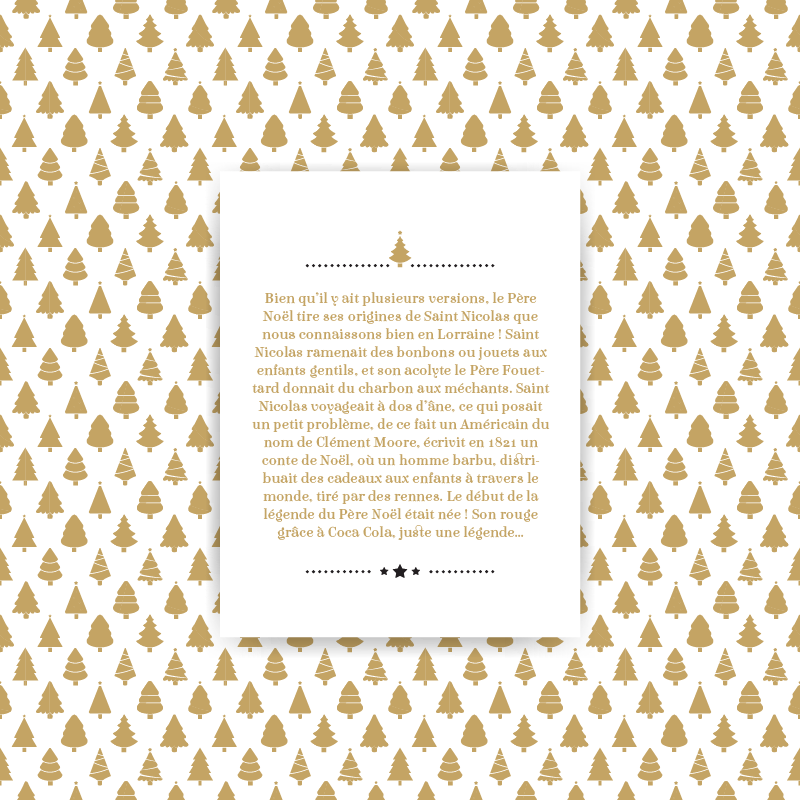 Bien qu'il y ait plusieurs versions, le Père
Noël tire ses origines de Saint Nicolas que
nous connaissons bien en Lorraine ! Saint
Nicolas ramenait des bonbons ou jouets aux
enfants gentils, et son acolyte le Père Fouet-
tard donnait du charbon aux méchants. Saint
Nicolas voyageait à dos d'âne, ce qui posait
un petit problème, de ce fait un Américain du
nom de Clément Moore, écrivit en 1821 un
conte de Noël, où un homme barbu, distri-
buait des cadeaux aux enfants à travers le
monde, tiré par des rennes. Le début de la
légende du Père Noël était née ! Son rouge
grâce à Coca Cola, juste une légende...